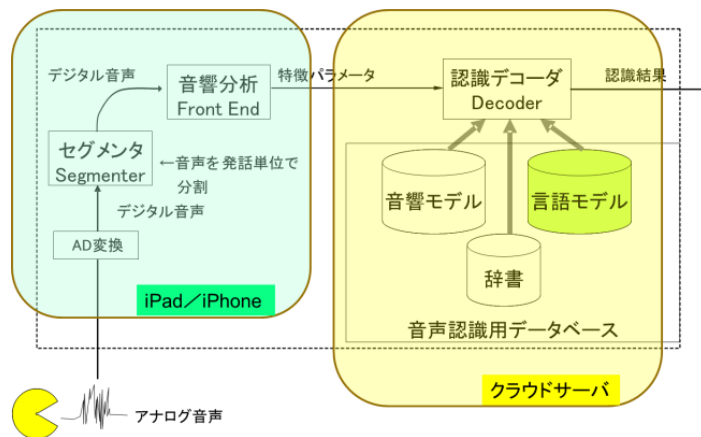 デジタル音声
音響分析
Front End
特徴パラメータ
認識デコーダ
Decoder
認識結果
セグメンタ
Segmenter
←音声を発話単位で
分割
デジタル音声
AD変換
音響モデル
言語モデル
辞書
iPad／iPhone
音声認識用データベース
クラウドサーバ
アナログ音声